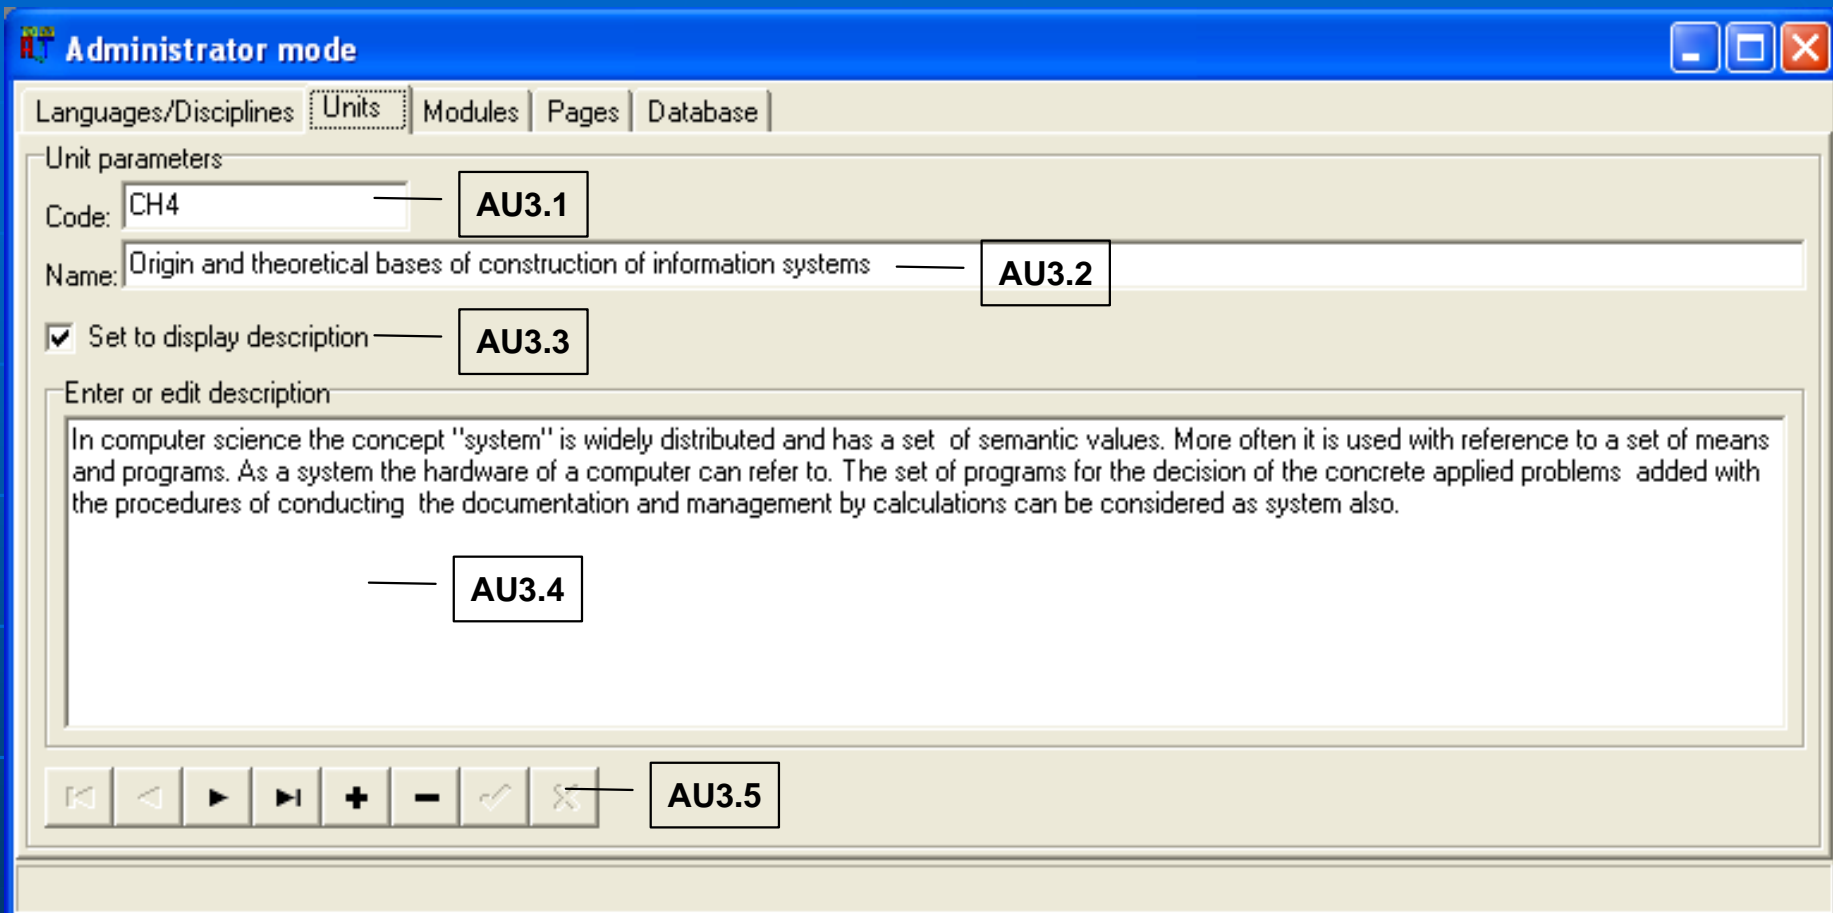 Administrator mode
Languages/Disciplines Units Modules Pages Database
Unit parameters
Code: CH4 AU3.1
Name: Origin and theoretical bases of construction of information systems AU3.2
Set to display description AU3.3
Enter or edit description
In computer science the concept "system" is widely distributed and has a set of semantic values. More often it is used with reference to a set of means
and programs. As a system the hardware of a computer can refer to. The set of programs for the decision of the concrete applied problems added with
the procedures of conducting the documentation and management by calculations can be considered as system also.
AU3.4
AU3.5